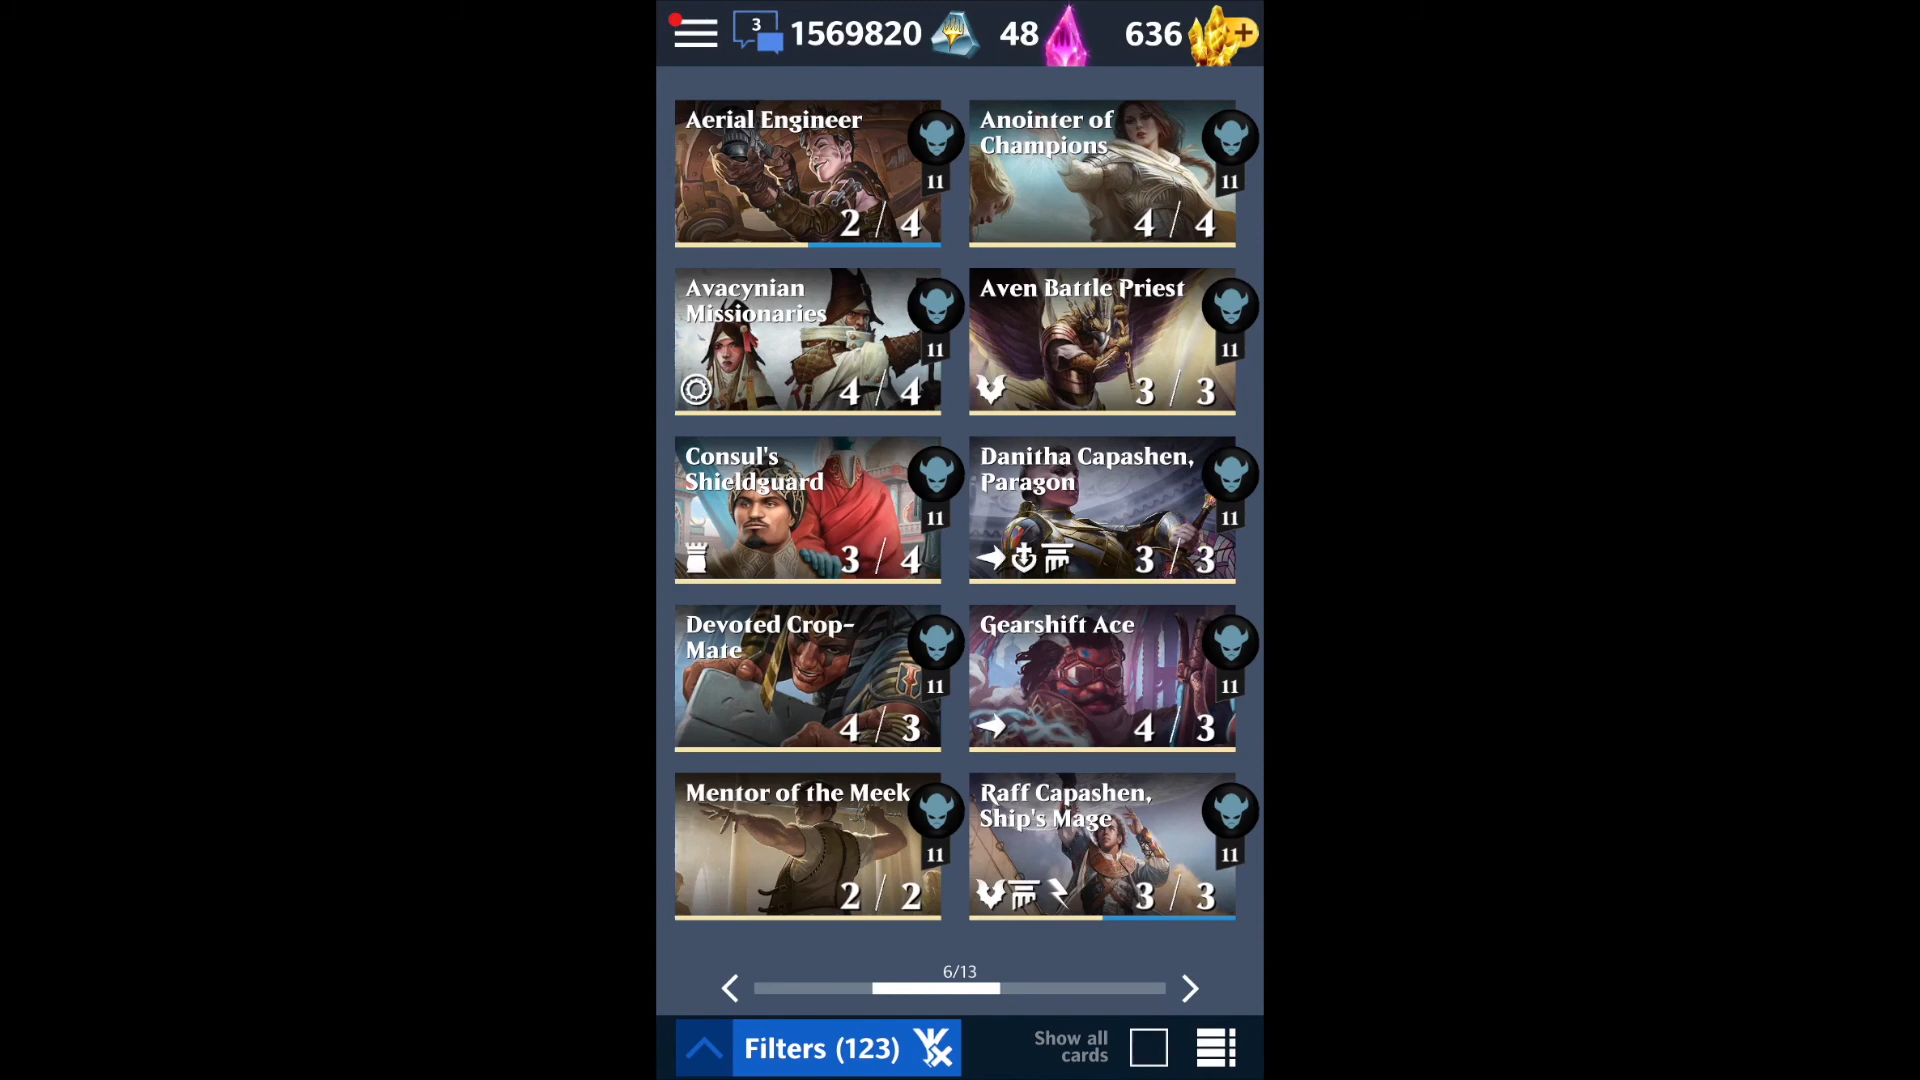 3 1569820 48 636 +
Aerial Engineer
11
2 / 4
Anointer of
Champions
11
4 / 4
Avacynian
Missionaries
11
4 / 4
Aven Battle Priest
11
3 / 3
Consul's
Shieldguard
11
3 / 4
Danitha Capashen,
Paragon
11
3 / 3
Devoted Crop-
Mate
11
4 / 3
Gearshift Ace
11
4 / 3
Mentor of the Meek
11
2 / 2
Raff Capashen,
Ship's Mage
11
3 / 3
6/13
Filters (123)
Show all
cards